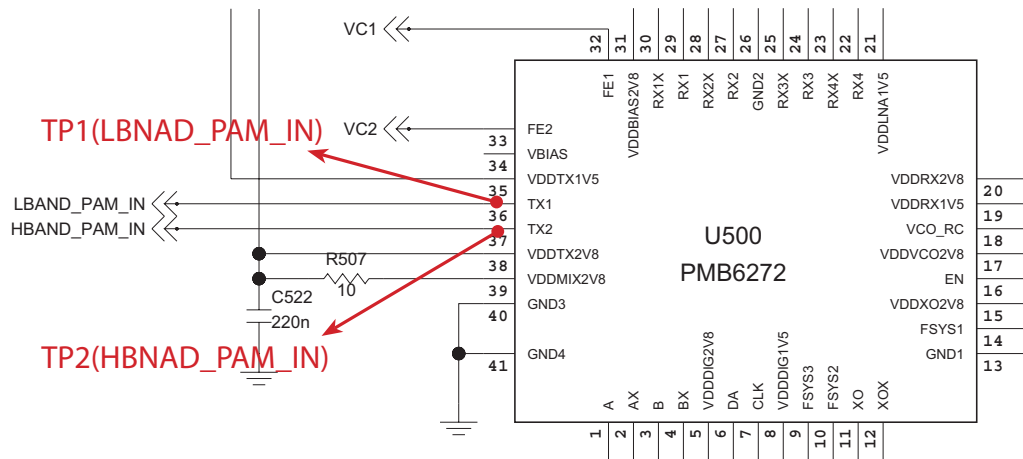 VC1
32
31
30
29
28
27
26
25
24
23
22
21
FE1
VDDBIAS2V8
RX1X
RX1
RX2X
RX2
GND2
RX3X
RX3
RX4X
RX4
VDDLNA1V5
TP1(LBNAD_PAM_IN)
VC2
FE2
33
VBIAS
34
VDDTX1V5
35
LBAND_PAM_IN
TX1
36
HBAND_PAM_IN
TX2
37
VDDTX2V8
38
R507
10
VDDMIX2V8
39
C522
220n
GND3
40
TP2(HBNAD_PAM_IN)
GND4
41
U500
PMB6272
VDDRX2V8
20
VDDRX1V5
19
VCO_RC
18
VDDVCO2V8
17
EN
16
VDDXO2V8
15
FSYS1
14
GND1
13
A
AX
B
BX
VDDDIG2V8
DA
CLK
VDDDIG1V5
FSYS3
FSYS2
XO
XOX
1
2
3
4
5
6
7
8
9
10
11
12